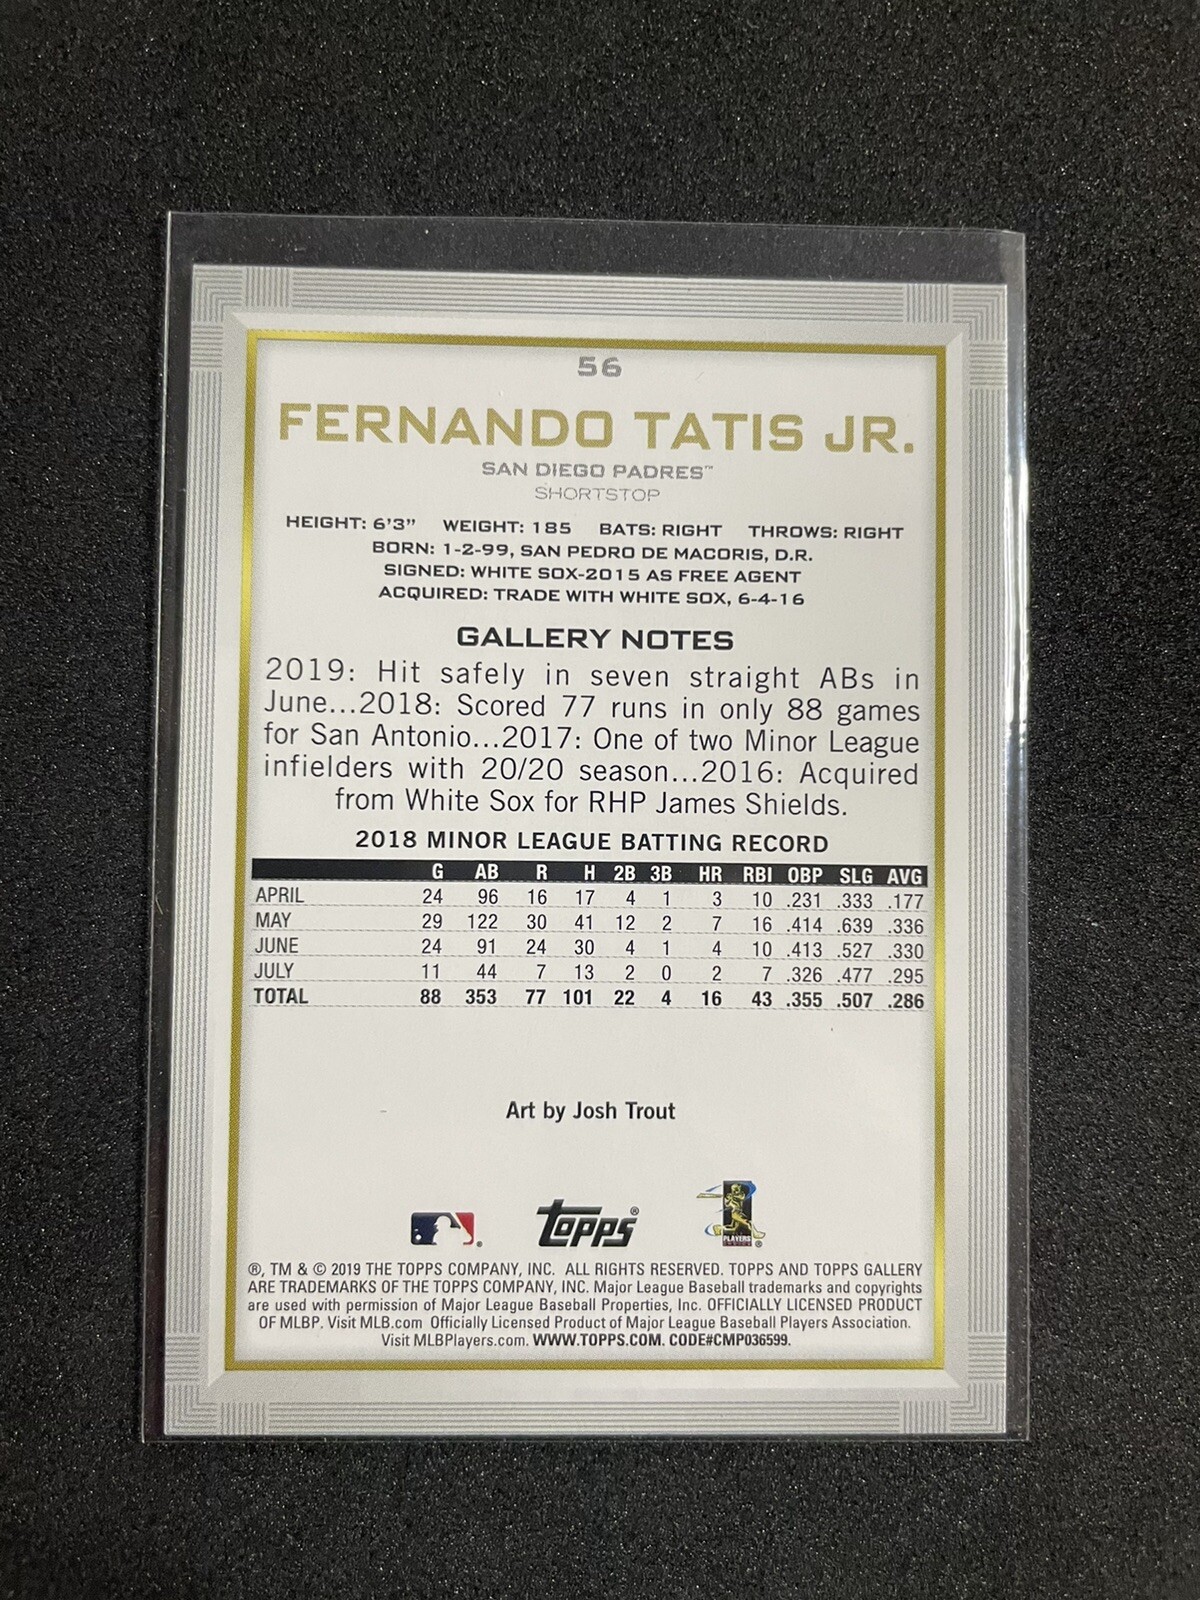 56
FERNANDO TATIS JR.
SAN DIEGO PADRES™
SHORTSTOP
HEIGHT: 6'3" WEIGHT: 185 BATS: RIGHT THROWS: RIGHT
BORN: 1-2-99, SAN PEDRO DE MACORIS, D.R.
SIGNED: WHITE SOX-2015 AS FREE AGENT
ACQUIRED: TRADE WITH WHITE SOX, 6-4-16
GALLERY NOTES
2019: Hit safely in seven straight ABs in
June...2018: Scored 77 runs in only 88 games
for San Antonio...2017: One of two Minor League
infielders with 20/20 season...2016: Acquired
from White Sox for RHP James Shields.
2018 MINOR LEAGUE BATTING RECORD
G AB R H 2B 3B HR RBI OBP SLG AVG
APRIL 24 96 16 17 4 1 3 10 .231 .333 .177
MAY 29 122 30 41 12 2 7 16 .414 .639 .336
JUNE 24 91 24 30 4 1 4 10 .413 .527 .330
JULY 11 44 7 13 2 0 2 7 .326 .477 .295
TOTAL 88 353 77 101 22 4 16 43 .355 .507 .286
Art by Josh Trout
® Topps® PLAYERS ®
®, TM & © 2019 THE TOPPS COMPANY, INC. ALL RIGHTS RESERVED. TOPPS AND TOPPS GALLERY
ARE TRADEMARKS OF THE TOPPS COMPANY, INC. Major League Baseball trademarks and copyrights
are used with permission of Major League Baseball Properties, Inc. OFFICIALLY LICENSED PRODUCT
OF MLBP. Visit MLB.com Officially Licensed Product of Major League Baseball Players Association.
Visit MLBPlayers.com. WWW.TOPPS.COM. CODE#CMP036599.